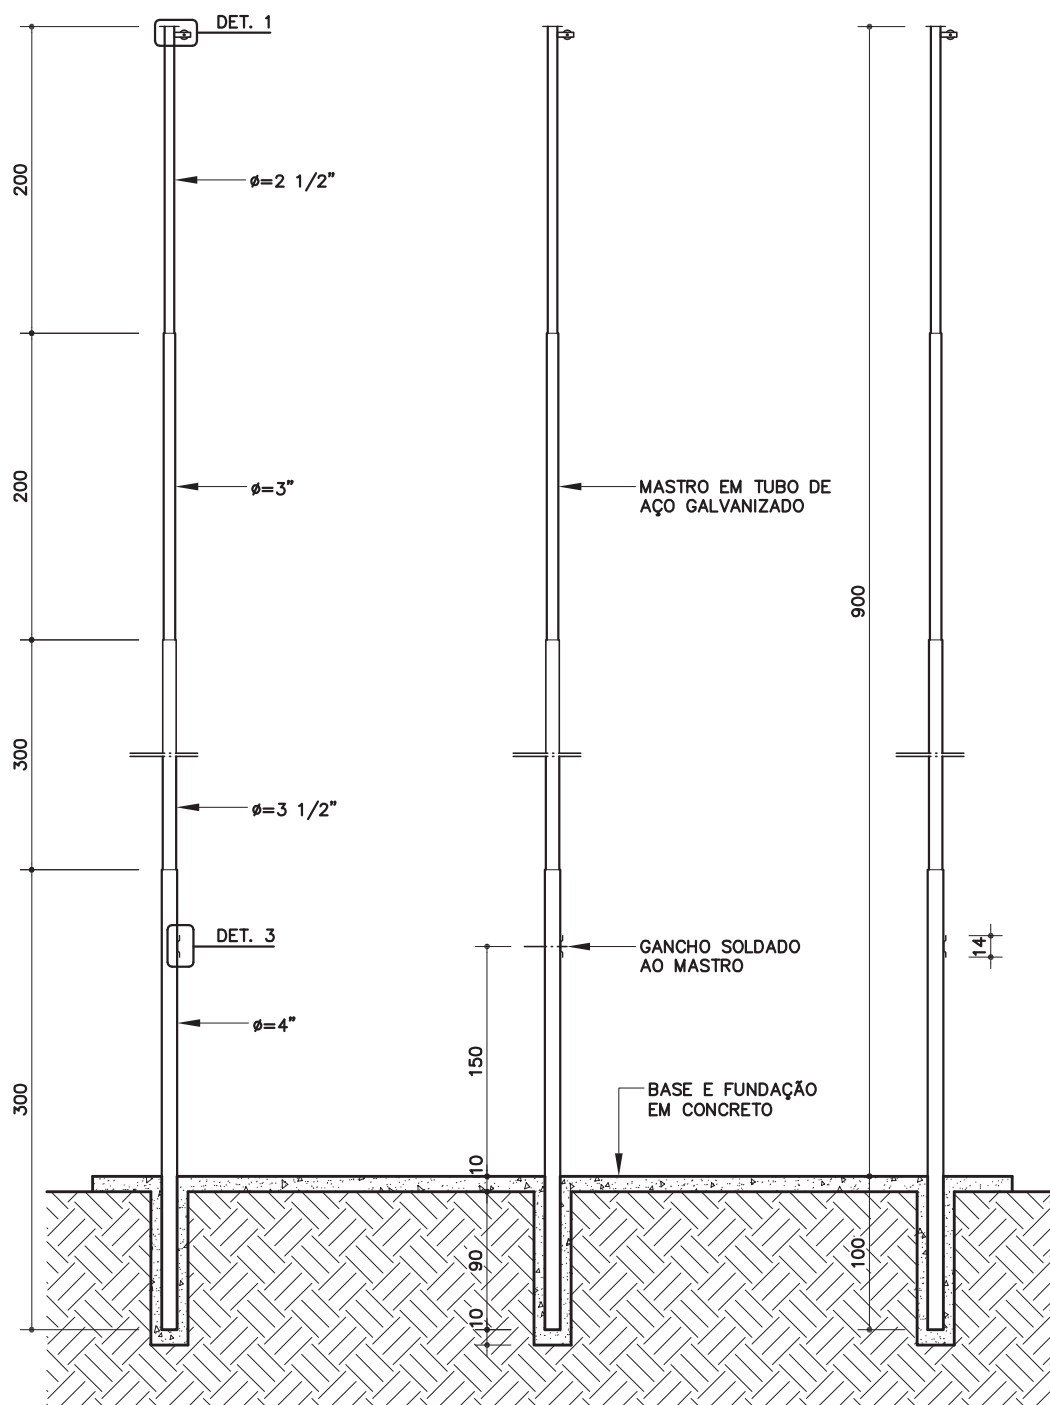 DET. 1
200
ø=2 1/2”
200
ø=3”
MASTRO EM TUBO DE
AÇO GALVANIZADO
900
300
ø=3 1/2”
DET. 3
GANCHO SOLDADO
AO MASTRO
14
ø=4”
150
300
BASE E FUNDAÇÃO
EM CONCRETO
10
90
100
10